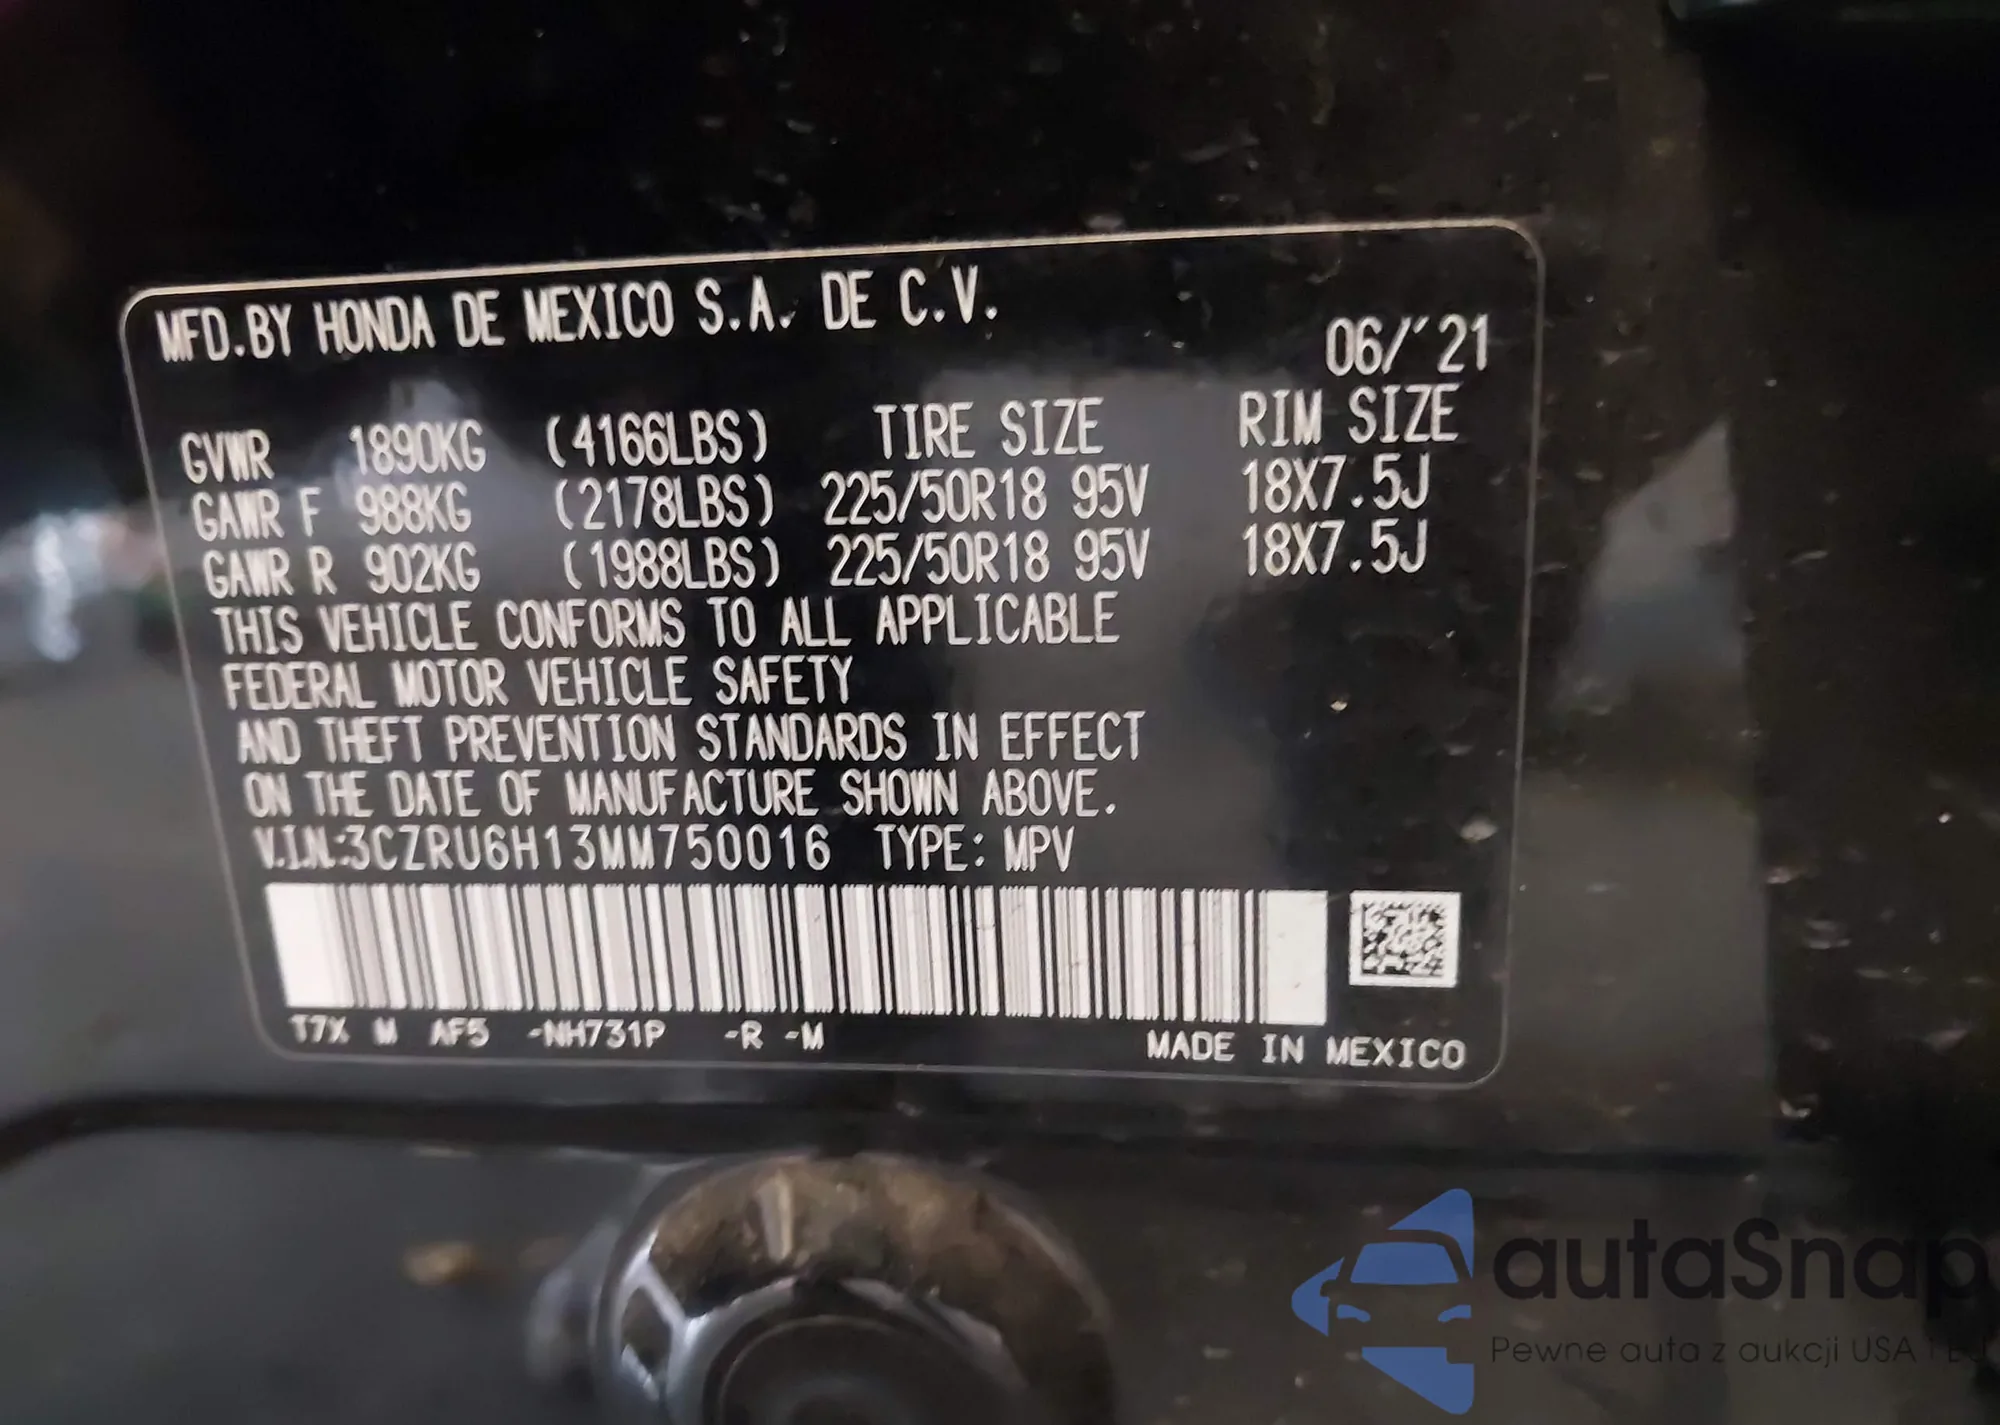 MFD.BY HONDA DE MEXICO S.A. DE C.V.
06/'21
GVWR 1890KG (4166LBS) TIRE SIZE RIM SIZE
GAWR F 988KG (2178LBS) 225/50R18 95V 18X7.5J
GAWR R 902KG (1988LBS) 225/50R18 95V 18X7.5J
THIS VEHICLE CONFORMS TO ALL APPLICABLE
FEDERAL MOTOR VEHICLE SAFETY
AND THEFT PREVENTION STANDARDS IN EFFECT
ON THE DATE OF MANUFACTURE SHOWN ABOVE.
V.I.N.:3CZRU6H13MM750016 TYPE: MPV
T7X M AF5 -NH731P -R -M
MADE IN MEXICO
autaSnap
Pewne auta z aukcji USA i EU